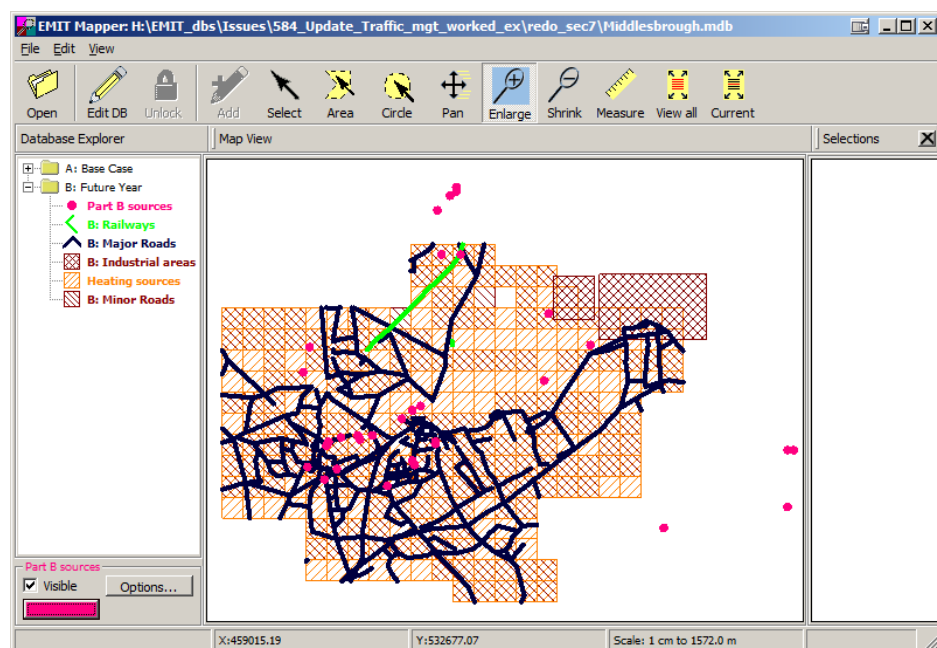 EMIT Mapper: H:\EMIT_dbs\Issues\584_Update_Traffic_mgt_worked_ex\redo_sec7\Middlesbrough.mdb
File Edit View
Open Edit DB Unlock Add Select Area Circle Pan Enlarge Shrink Measure View all Current
Database Explorer Map View Selections
A: Base Case
B: Future Year
Part B sources
B: Railways
B: Major Roads
B: Industrial areas
Heating sources
B: Minor Roads
Part B sources
Visible Options...
X:459015.19 Y:532677.07 Scale: 1 cm to 1572.0 m